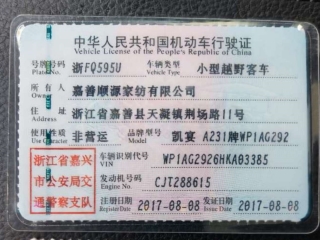 中华人民共和国机动车行驶证
Vehicle License of the People's Republic of China
号牌号码 浙FQ595U 车辆类型 小型越野客车
Plate No. Vehicle Type
所有人 嘉善顺源家纺有限公司
Owner
住址 浙江省嘉善县天凝镇荆场路11号
Address
使用性质 非营运 品牌型号 凯宴 A231牌WP1AG292
Use Character Model
浙江省嘉兴 车辆识别代号 WP1AG2926HKA03385
VIN
市公安局交 发动机号码 CJT288615
Engine No.
通警察支队 注册日期 2017-08-08 发证日期 2017-08-08
Register Date Issue Date